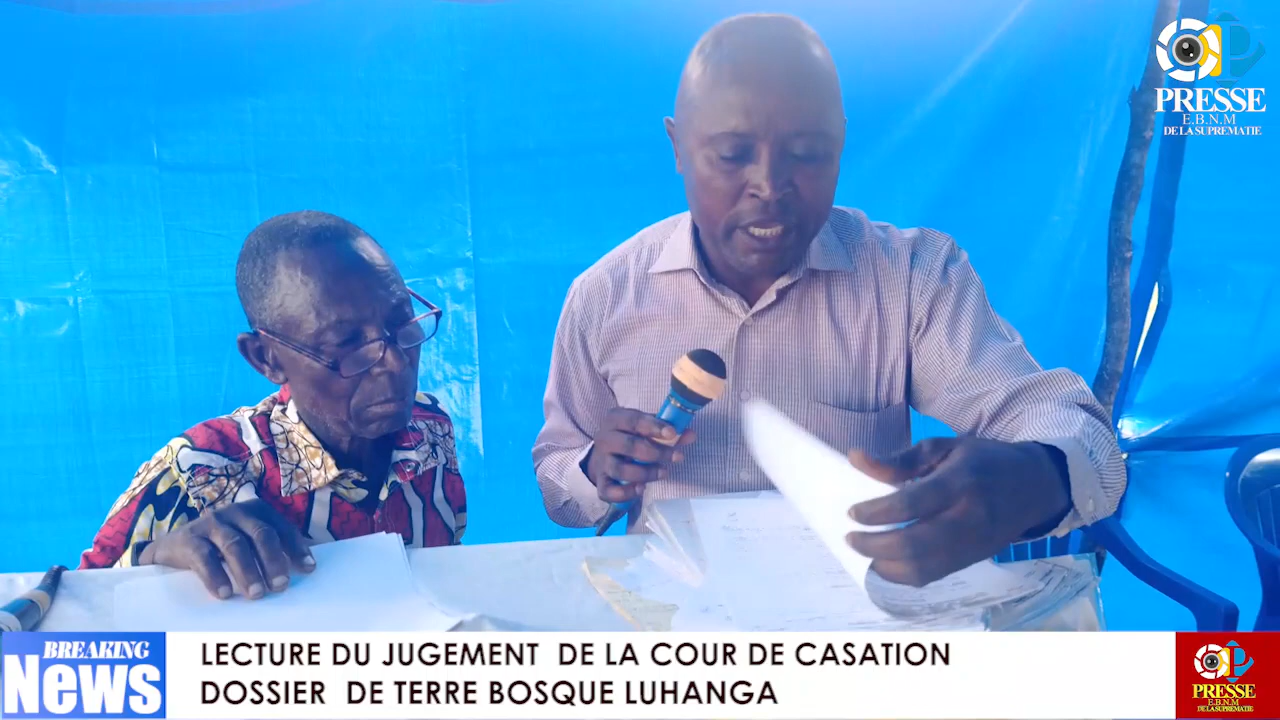 PRESSE
E.B.N.M
DE LA SUPREMATIE
BREAKING
News
LECTURE DU JUGEMENT DE LA COUR DE CASATION
DOSSIER DE TERRE BOSQUE LUHANGA
PRESSE
E.B.N.M
DE LA SUPREMATIE